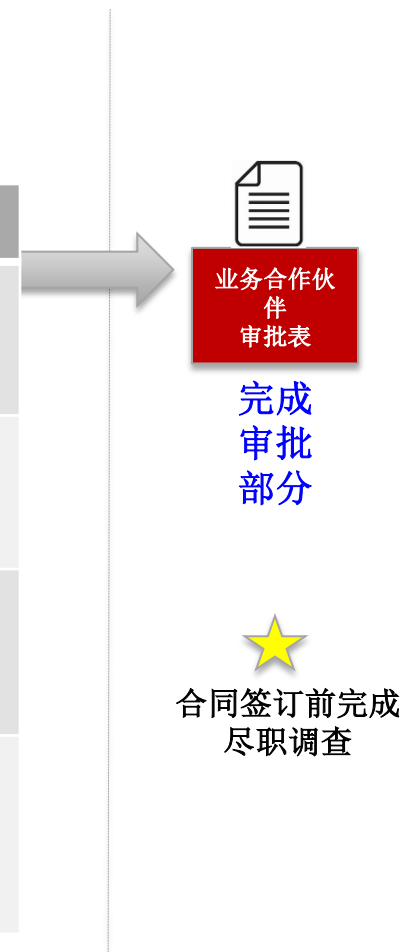 业务合作伙
伴
审批表
完成
审批
部分
合同签订前完成
尽职调查